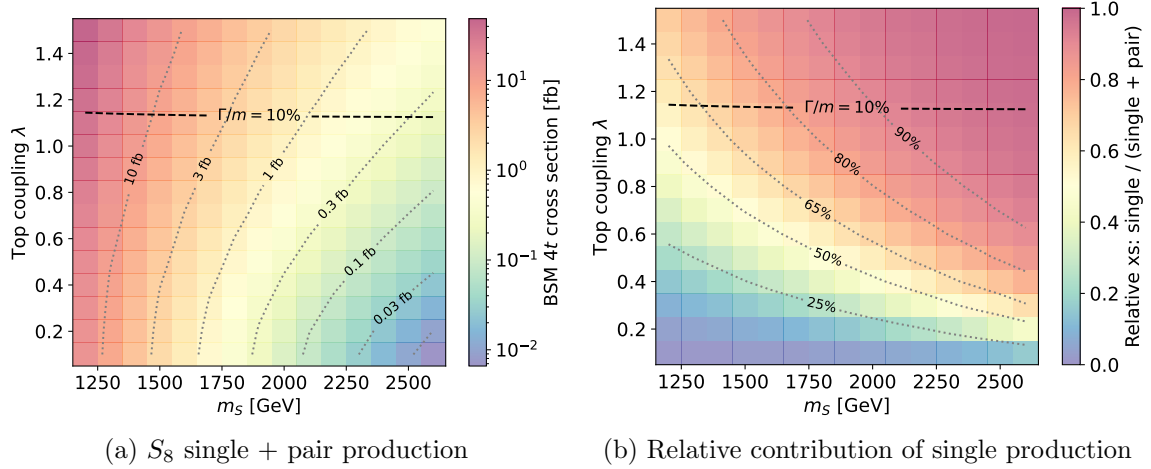 1.4
1.2
1.0
0.8
0.6
0.4
0.2
Top coupling λ
1250 1500 1750 2000 2250 2500
m_S [GeV]
Γ/m = 10%
10 fb
3 fb
1 fb
0.3 fb
0.1 fb
0.03 fb
10^1
10^0
10^{-1}
10^{-2}
BSM 4t cross section [fb]
(a) S_8 single + pair production
1.4
1.2
1.0
0.8
0.6
0.4
0.2
Top coupling λ
1250 1500 1750 2000 2250 2500
m_S [GeV]
Γ/m = 10%
90%
80%
65%
50%
25%
1.0
0.8
0.6
0.4
0.2
0.0
Relative xs: single / (single + pair)
(b) Relative contribution of single production